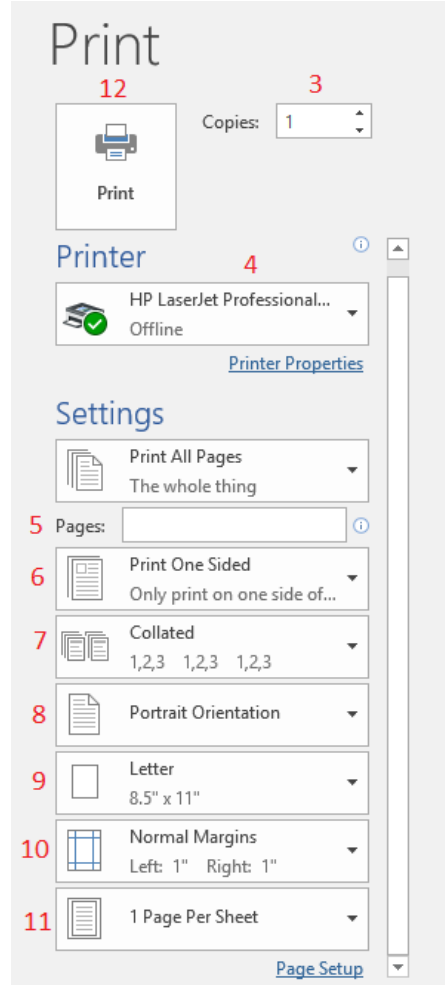 Print
12
3
Copies: 1
Print
Printer
4
HP LaserJet Professional...
Offline
Printer Properties
Settings
Print All Pages
The whole thing
5 Pages:
6
Print One Sided
Only print on one side of...
7
Collated
1,2,3 1,2,3 1,2,3
8 Portrait Orientation
9
Letter
8.5" x 11"
10
Normal Margins
Left: 1" Right: 1"
11 1 Page Per Sheet
Page Setup